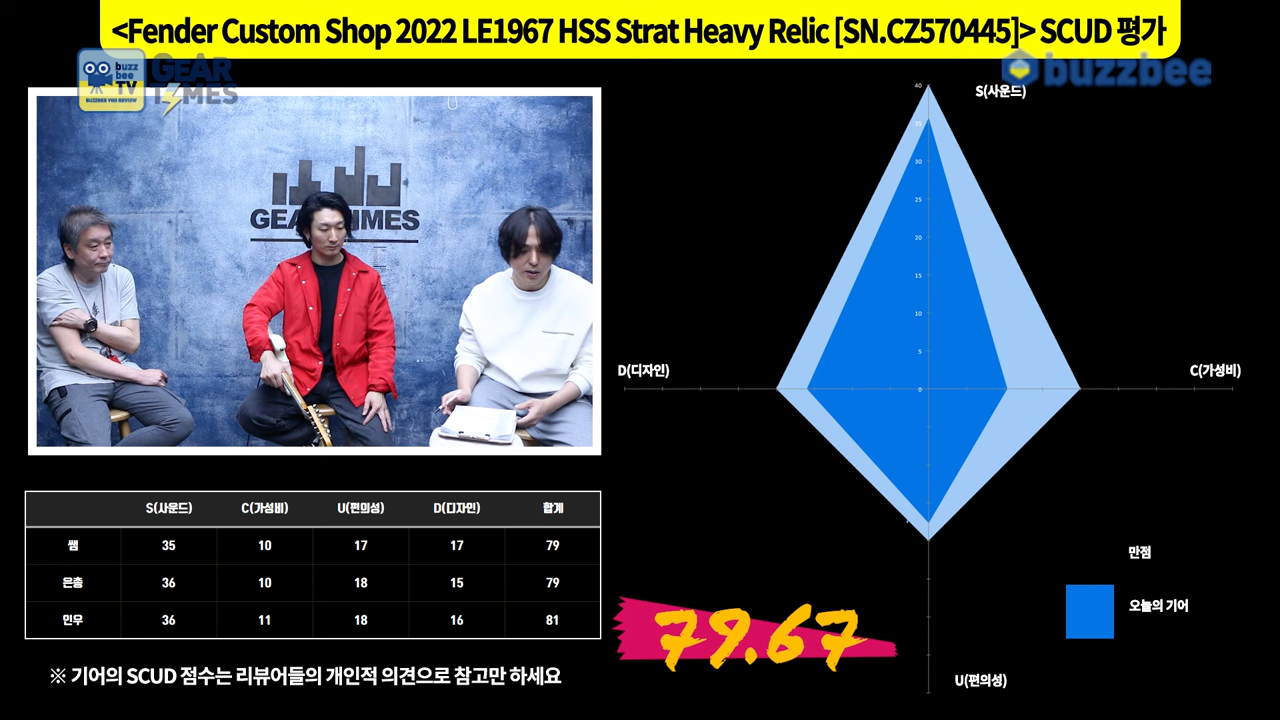 <Fender Custom Shop 2022 LE1967 HSS Strat Heavy Relic [SN.CZ570445]> SCUD 평가
buzz
bee
TV
BUZZBEE VOD REVIEW
GEAR
TIMES
buzzbee
GEAR TIMES
S(사운드)
40
35
30
25
20
15
10
5
0
D(디자인)
C(가성비)
U(편의성)
만점
오늘의 기어
S(사운드) C(가성비) U(편의성) D(디자인) 합계
쌤 35 10 17 17 79
은총 36 10 18 15 79
민우 36 11 18 16 81
79.67
※ 기어의 SCUD 점수는 리뷰어들의 개인적 의견으로 참고만 하세요